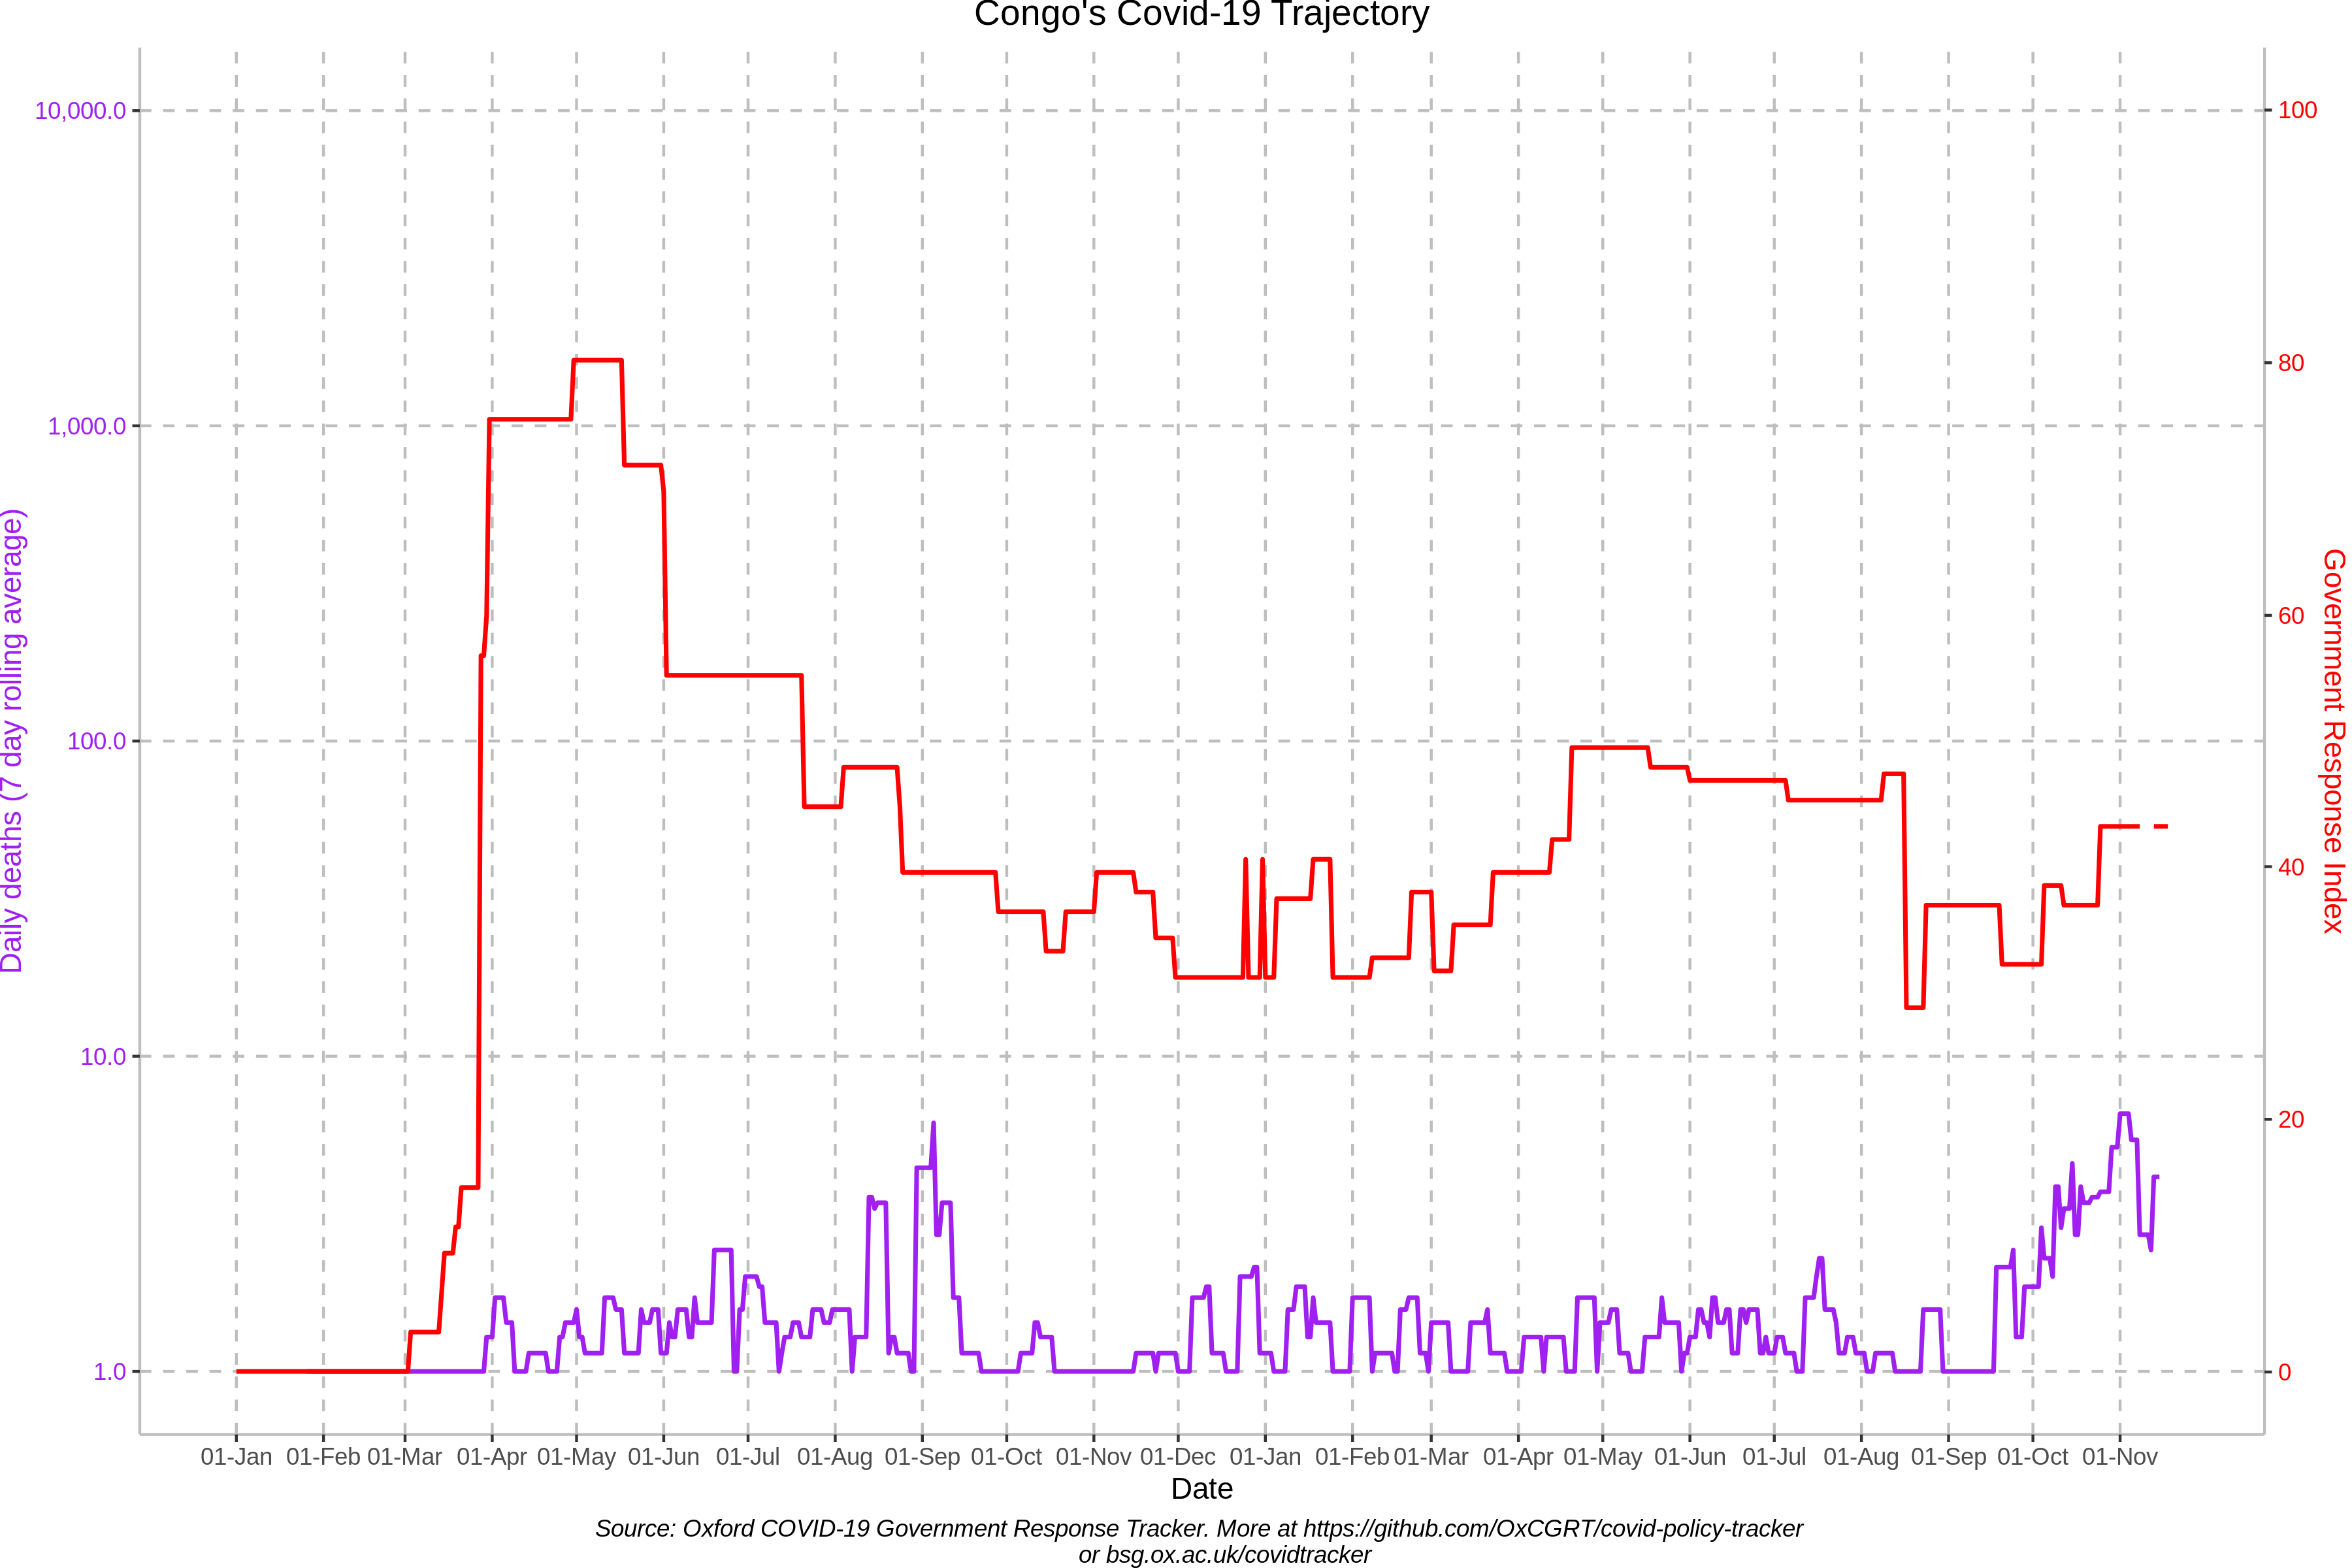 Congo's Covid-19 Trajectory
Daily deaths (7 day rolling average)
10,000.0
1,000.0
100.0
10.0
1.0
100
80
60
40
20
0
Government Response Index
01-Jan 01-Feb 01-Mar 01-Apr 01-May 01-Jun 01-Jul 01-Aug 01-Sep 01-Oct 01-Nov 01-Dec 01-Jan 01-Feb 01-Mar 01-Apr 01-May 01-Jun 01-Jul 01-Aug 01-Sep 01-Oct 01-Nov
Date
Source: Oxford COVID-19 Government Response Tracker. More at https://github.com/OxCGRT/covid-policy-tracker
or bsg.ox.ac.uk/covidtracker